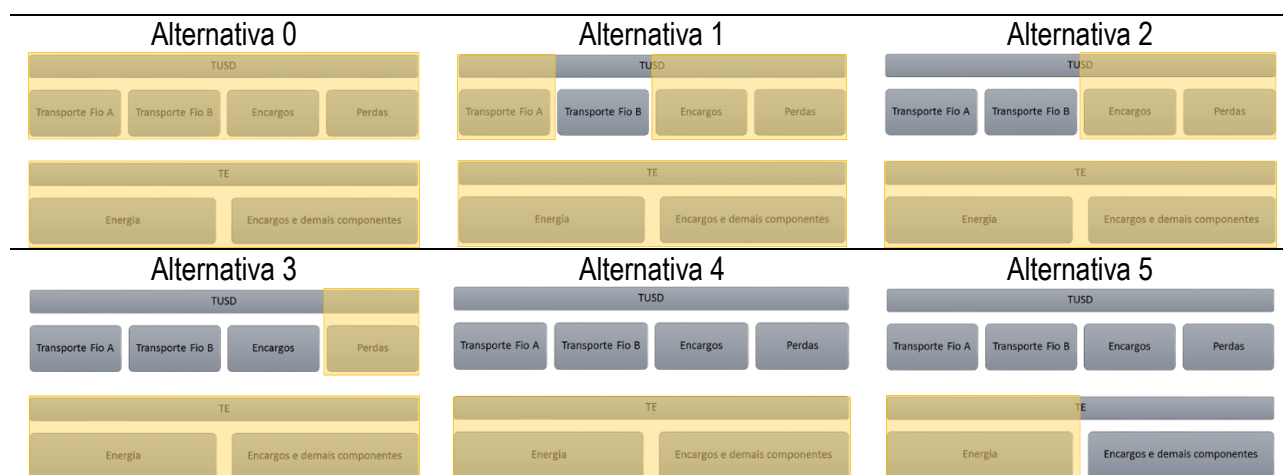 Alternativa 0 Alternativa 1 Alternativa 2
TUSD TUSD TUSD
Transporte Fio A Transporte Fio B Encargos Perdas Transporte Fio A Transporte Fio B Encargos Perdas Transporte Fio A Transporte Fio B Encargos Perdas
TE TE TE
Energia Encargos e demais componentes Energia Encargos e demais componentes Energia Encargos e demais componentes
Alternativa 3 Alternativa 4 Alternativa 5
TUSD TUSD TUSD
Transporte Fio A Transporte Fio B Encargos Perdas Transporte Fio A Transporte Fio B Encargos Perdas Transporte Fio A Transporte Fio B Encargos Perdas
TE TE TE
Energia Encargos e demais componentes Energia Encargos e demais componentes Energia Encargos e demais componentes